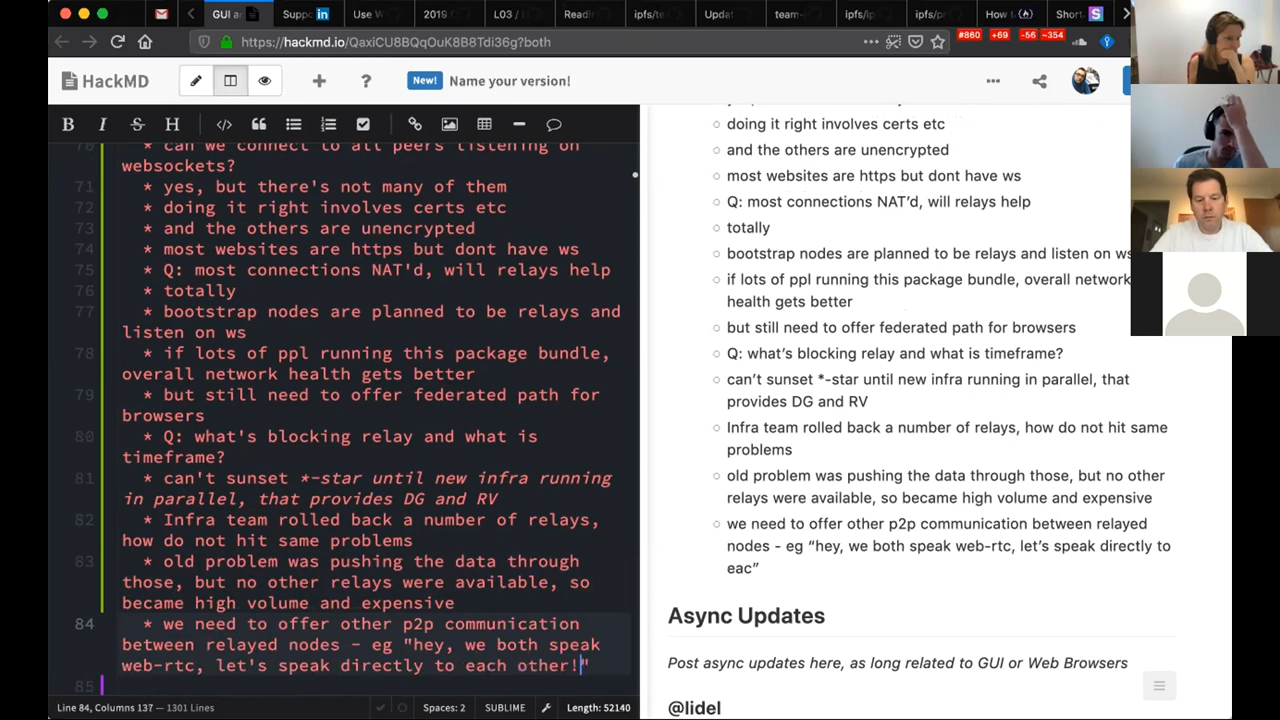 GUI a
Suppo
Use W
2019 (
L03 /
Readi
ipfs/te
Updat
team-
ipfs/ip
ipfs/pr
How t
Short
https://hackmd.io/QaxiCU8BQqOuK8B8Tdi36g?both
#860
+69
-56
~354
HackMD
New!
Name your version!
70
* can we connect to all peers listening on
websockets?
71
* yes, but there's not many of them
72
* doing it right involves certs etc
73
* and the others are unencrypted
74
* most websites are https but dont have ws
75
* Q: most connections NAT'd, will relays help
76
* totally
77
* bootstrap nodes are planned to be relays and
listen on ws
78
* if lots of ppl running this package bundle,
overall network health gets better
79
* but still need to offer federated path for
browsers
80
* Q: what's blocking relay and what is
timeframe?
81
* can't sunset *-star until new infra running
in parallel, that provides DG and RV
82
* Infra team rolled back a number of relays,
how do not hit same problems
83
* old problem was pushing the data through
those, but no other relays were available, so
became high volume and expensive
84
* we need to offer other p2p communication
between relayed nodes - eg "hey, we both speak
web-rtc, let's speak directly to each other!"
85
Line 84, Columns 137 — 1301 Lines
Spaces: 2
SUBLIME
Length: 52140
doing it right involves certs etc
and the others are unencrypted
most websites are https but dont have ws
Q: most connections NAT'd, will relays help
totally
bootstrap nodes are planned to be relays and listen on ws
if lots of ppl running this package bundle, overall network
health gets better
but still need to offer federated path for browsers
Q: what's blocking relay and what is timeframe?
can't sunset *-star until new infra running in parallel, that
provides DG and RV
Infra team rolled back a number of relays, how do not hit same
problems
old problem was pushing the data through those, but no other
relays were available, so became high volume and expensive
we need to offer other p2p communication between relayed
nodes - eg "hey, we both speak web-rtc, let's speak directly to
eac"
Async Updates
Post async updates here, as long related to GUI or Web Browsers
@lidel